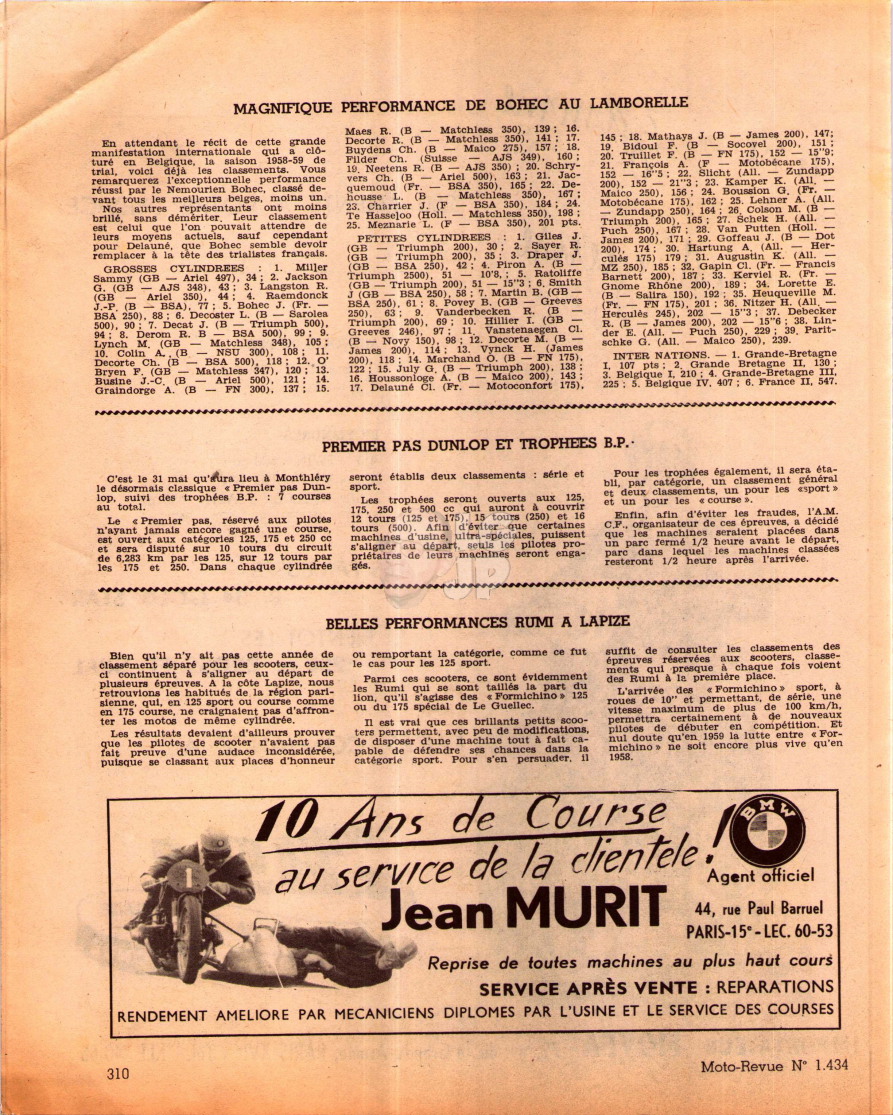 MAGNIFIQUE PERFORMANCE DE BOHEC AU LAMBORELLE
En attendant le récit de cette grande
manifestation internationale qui a clô-
turé en Belgique, la saison 1958-59 de
trial, voici déjà les classements. Vous
remarquerez l'exceptionnelle performance
réussi par le Nemourien Bohec, classé de-
vant tous les meilleurs belges, moins un.
Nos autres représentants ont moins
brillé, sans démériter. Leur classement
est celui que l'on pouvait attendre de
leurs moyens actuels, sauf cependant
pour Delauné, que Bohec semble devoir
remplacer à la tête des trialistes français.
GROSSES CYLINDREES : 1. Miller
Sammy (GB — Ariel 497), 34 ; 2. Jackson
G. (GB — AJS 348), 43 ; 3. Langston R.
(GB — Ariel 350), 44 ; 4. Raemdonck
J.-P. (B — BSA), 77 ; 5. Bohec J. (Fr. —
BSA 250), 88 ; 6. Decoster L. (B — Sarolea
500), 90 ; 7. Decat J. (B — Triumph 500),
94 ; 8. Derom R. B — BSA 500), 99 ; 9.
Lynch M. (GB — Matchless 348), 105 ;
10. Colin A. (B — NSU 300), 108 ; 11.
Decorte Ch. (B — BSA 500), 118 ; 12. O'
Bryen F. (GB — Matchless 347), 120 ; 13.
Busine J.-C. (B — Ariel 500), 121 ; 14.
Graindorge A. (B — FN 300), 137 ; 15.
Maes R. (B — Matchless 350), 139 ; 16.
Decorte R. (B — Matchless 350), 141 ; 17.
Buydens Ch. (B — Maico 275), 157 ; 18.
Filder Ch. (Suisse — AJS 349), 160 ;
19. Neetens R. (B — AJS 350) ; 20. Schry-
vers Ch. (B — Ariel 500), 163 ; 21. Jac-
quemoud (Fr. — BSA 350), 165 ; 22. De-
housse L. (B — Matchless 350), 167 ;
23. Charrier J. (F — BSA 350), 184 ; 24.
Te Hasseloo (Holl. — Matchless 350), 198 ;
25. Meznarie L. (F — BSA 350), 201 pts.
PETITES CYLINDREES : 1. Giles J.
(GB — Triumph 200), 30 ; 2. Sayer R.
(GB — Triumph 200), 35 ; 3. Draper J.
(GB — BSA 250), 42 ; 4. Piron A. (B —
Triumph 2500), 51 — 10'8, ; 5. Ratoliffe
(GB — Triumph 200), 51 — 15"3 ; 6. Smith
J (GB — BSA 250), 58 ; 7. Martin B. (GB —
BSA 250), 61 ; 8. Povey B. (GB — Greeves
250), 63 ; 9. Vanderbecken R. (B —
Triumph 200), 69 ; 10. Hillier I. (GB —
Greeves 246), 97 ; 11. Vanstenaegen Cl.
(B — Novy 150), 98 ; 12. Decorte M. (B —
James 200), 114 ; 13. Vynck H. (James
200), 118 ; 14. Marchand O. (B — FN 175),
122 ; 15. July G. (B — Triumph 200), 138 ;
16. Houssonloge A. (B — Maico 200), 143 ;
17. Delauné Cl. (Fr. — Motoconfort 175),
145 ; 18. Mathays J. (B — James 200), 147;
19. Bidoul F. (B — Socovel 200), 151 ;
20. Truillet F. (B — FN 175), 152 — 15"9;
21. François A. (F — Motobécane 175),
152 — 16"5 ; 22. Slicht (All. — Zundapp
200), 152 — 21"3 ; 23. Kamper K. (All. —
Maico 250), 156 ; 24. Boussion G. (Fr. —
Motobécane 175), 162 ; 25. Lehner A. (All.
— Zundapp 250), 164 ; 26. Colson M. (B —
Triumph 200), 165 ; 27. Schek H. (All. —
Puch 250), 167 ; 28. Van Putten (Holl. —
James 200), 171 ; 29. Goffeau J. (B — Dot
200), 174 ; 30. Hartung A. (All. — Her-
culés 175) 179 ; 31. Augustin K. (All. —
MZ 250), 185 ; 32. Gapin Cl. (Fr. — Francis
Barnett 200), 187 ; 33. Kerviel R. (Fr. —
Gnome Rhône 200), 189 ; 34. Lorette E.
(B — Salira 150), 192 ; 35. Heuqueville M.
(Fr. — FN 175), 201 ; 36. Nitzer I. (All. —
Herculès 245), 202 — 15"3 ; 37. Debecker
R. (B — James 200), 202 — 15"6 ; 38. Lin-
der E. (All. — Puch 250), 229 ; 39. Parit-
schke G. (All. — Maico 250), 239.
INTER NATIONS. — 1. Grande-Bretagne
I, 107 pts ; 2. Grande Bretagne II, 130 ;
3. Belgique I, 210 ; 4. Grande-Bretagne III,
225 ; 5. Belgique IV, 407 ; 6. France II, 547.
PREMIER PAS DUNLOP ET TROPHEES B.P.
C'est le 31 mai qu'aura lieu à Monthléry
le désormais classique « Premier pas Dun-
lop, suivi des trophées B.P. : 7 courses
au total.
Le « Premier pas, réservé aux pilotes
n'ayant jamais encore gagné une course,
est ouvert aux catégories 125, 175 et 250 cc
et sera disputé sur 10 tours du circuit
de 6,283 km par les 125, sur 12 tours par
les 175 et 250. Dans chaque cylindrée
seront établis deux classements : série et
sport.
Les trophées seront ouverts aux 125,
175, 250 et 500 cc qui auront à couvrir
12 tours (125 et 175), 15 tours (250) et 16
tours (500). Afin d'éviter que certaines
machines d'usine, ultra-spéciales, puissent
s'aligner au départ, seuls les pilotes pro-
priétaires de leurs machines seront enga-
gés.
Pour les trophées également, il sera éta-
bli, par catégorie, un classement général
et deux classements, un pour les «sport»
et un pour les « course ».
Enfin, afin d'éviter les fraudes, l'A.M.
C.F., organisateur de ces épreuves, a décidé
que les machines seraient placées dans
un parc fermé 1/2 heure avant le départ,
parc dans lequel les machines classées
resteront 1/2 heure après l'arrivée.
JP
BELLES PERFORMANCES RUMI A LAPIZE
Bien qu'il n'y ait pas cette année de
classement séparé pour les scooters, ceux-
ci continuent à s'aligner au départ de
plusieurs épreuves. A la côte Lapize, nous
retrouvions les habitués de la région pari-
sienne, qui, en 125 sport ou course comme
en 175 course, ne craignaient pas d'affron-
ter les motos de même cylindrée.
Les résultats devaient d'ailleurs prouver
que les pilotes de scooter n'avaient pas
fait preuve d'une audace inconsidérée,
puisque se classant aux places d'honneur
ou remportant la catégorie, comme ce fut
le cas pour les 125 sport.
Parmi ces scooters, ce sont évidemment
les Rumi qui se sont taillés la part du
lion, qu'il s'agisse des « Formichino » 125
ou du 175 spécial de Le Guellec.
Il est vrai que ces brillants petits scoo-
ters permettent, avec peu de modifications,
de disposer d'une machine tout à fait ca-
pable de défendre ses chances dans la
catégorie sport. Pour s'en persuader, il
suffit de consulter les classements des
épreuves réservées aux scooters, classe-
ments qui presque à chaque fois voient
des Rumi à la première place.
L'arrivée des « Formichino » sport, à
roues de 10" et permettant, de série, une
vitesse maximum de plus de 100 km/h,
permettra certainement à de nouveaux
pilotes de débuter en compétition. Et
nul doute qu'en 1959 la lutte entre « For-
michino » ne soit encore plus vive qu'en
1958.
10 Ans de Course
au service de la clientele !
BMW
Agent officiel
Jean MURIT
44, rue Paul Barruel
PARIS-15e - LEC. 60-53
1
Reprise de toutes machines au plus haut cours
SERVICE APRÈS VENTE : REPARATIONS
RENDEMENT AMELIORE PAR MECANICIENS DIPLOMES PAR L'USINE ET LE SERVICE DES COURSES
310
Moto-Revue N° 1.434